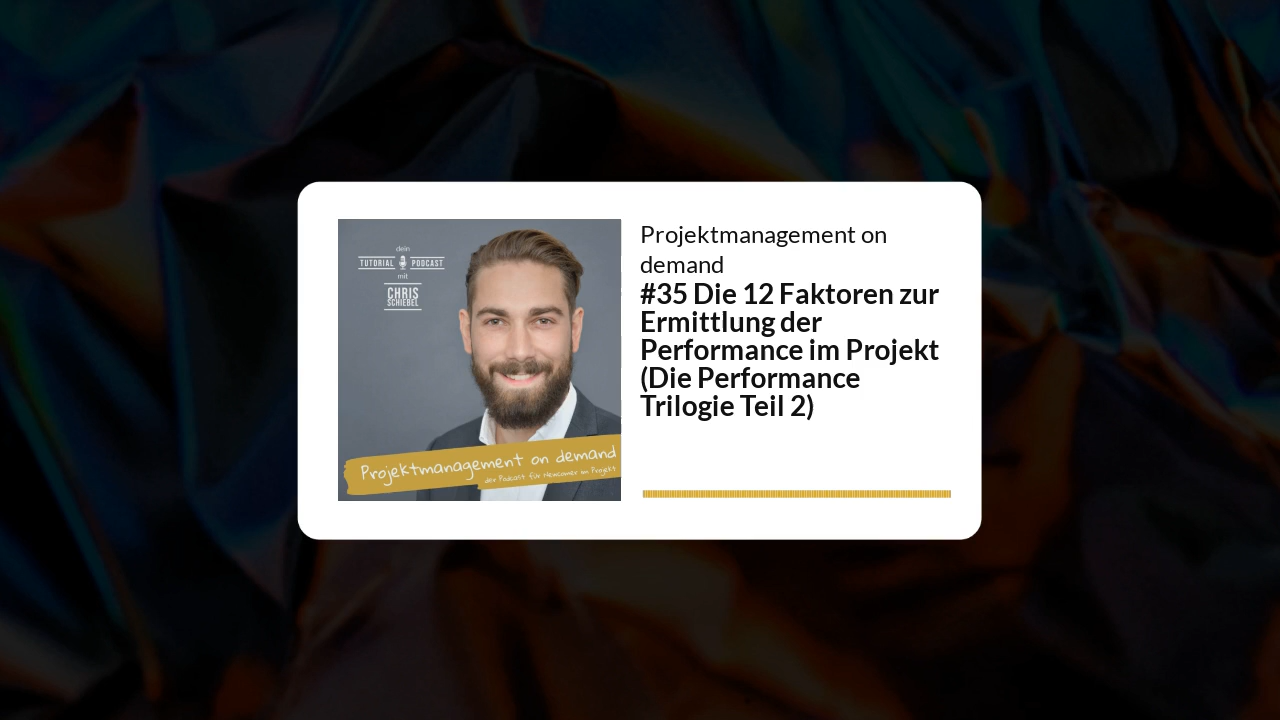 dein
TUTORIAL PODCAST
mit
CHRIS
SCHIEBEL
Projektmanagement on demand
der Podcast für Newcomer im Projekt
Projektmanagement on
demand
#35 Die 12 Faktoren zur
Ermittlung der
Performance im Projekt
(Die Performance
Trilogie Teil 2)